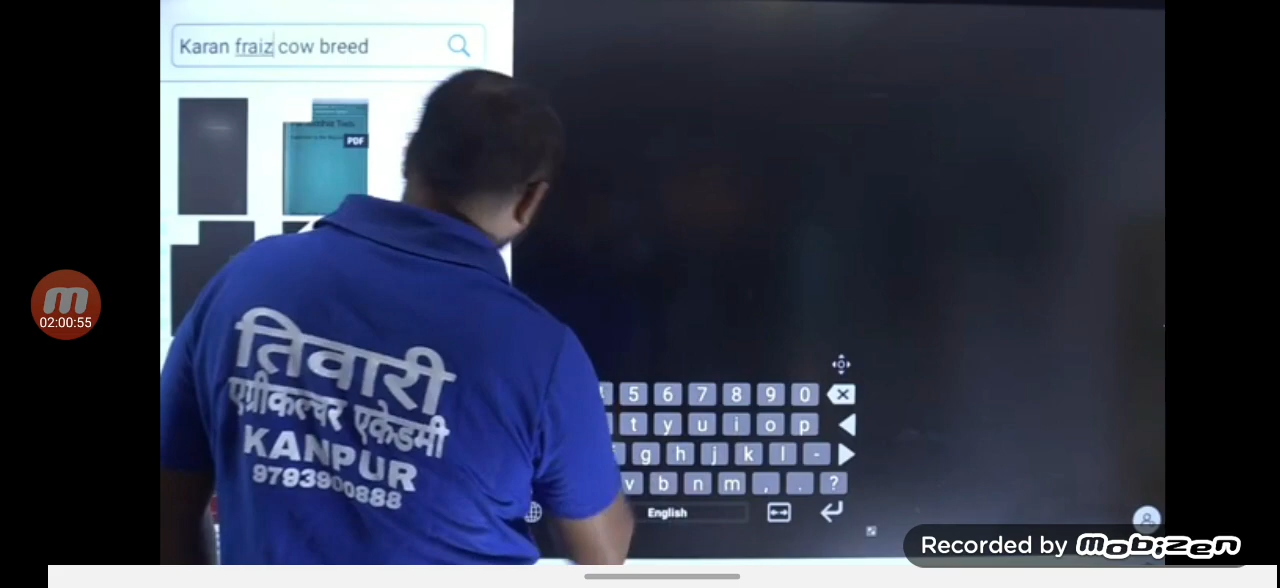 Karan fraiz cow breed
PDF
02:00:55
तिवारी
एग्रीकल्चर एकेडमी
KANPUR
9793900888
5 6 7 8 9 0
t y u i o p
g h j k l -
v b n m , . ?
English
Recorded by mobizen